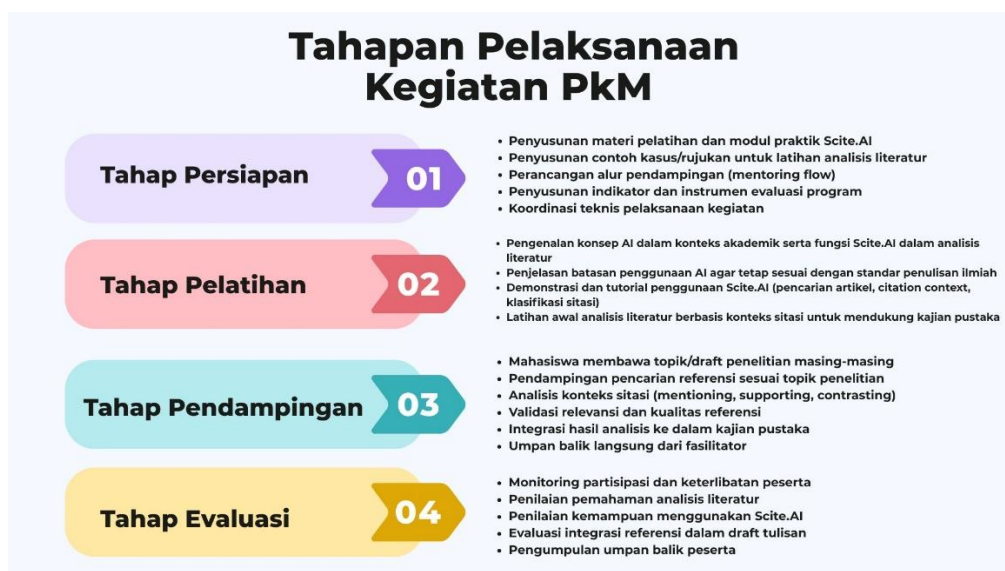 Tahapan Pelaksanaan
Kegiatan PkM
Tahap Persiapan
01
• Penyusunan materi pelatihan dan modul praktik Scite.AI
• Penyusunan contoh kasus/rujukan untuk latihan analisis literatur
• Perancangan alur pendampingan (mentoring flow)
• Penyusunan indikator dan instrumen evaluasi program
• Koordinasi teknis pelaksanaan kegiatan
Tahap Pelatihan
02
• Pengenalan konsep AI dalam konteks akademik serta fungsi Scite.AI dalam analisis
literatur
• Penjelasan batasan penggunaan AI agar tetap sesuai dengan standar penulisan ilmiah
• Demonstrasi dan tutorial penggunaan Scite.AI (pencarian artikel, citation context,
klasifikasi sitasi)
• Latihan awal analisis literatur berbasis konteks sitasi untuk mendukung kajian pustaka
Tahap Pendampingan
03
• Mahasiswa membawa topik/draft penelitian masing-masing
• Pendampingan pencarian referensi sesuai topik penelitian
• Analisis konteks sitasi (mentioning, supporting, contrasting)
• Validasi relevansi dan kualitas referensi
• Integrasi hasil analisis ke dalam kajian pustaka
• Umpan balik langsung dari fasilitator
Tahap Evaluasi
04
• Monitoring partisipasi dan keterlibatan peserta
• Penilaian pemahaman analisis literatur
• Penilaian kemampuan menggunakan Scite.AI
• Evaluasi integrasi referensi dalam draft tulisan
• Pengumpulan umpan balik peserta